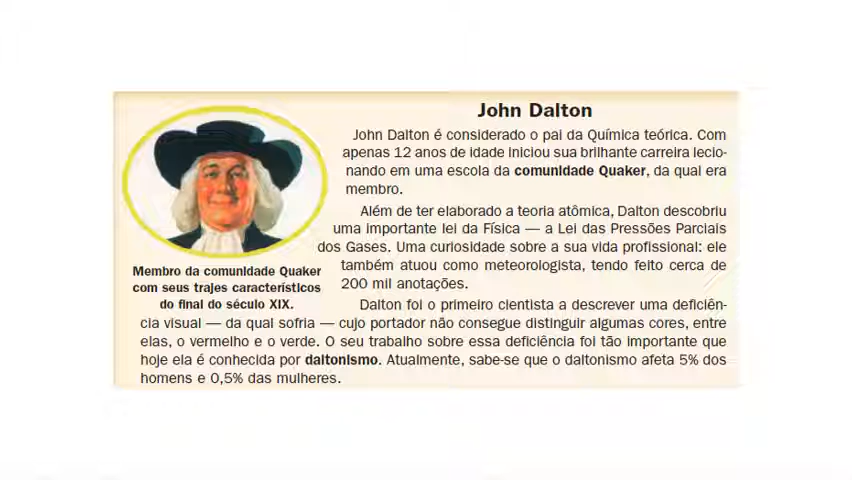 John Dalton
John Dalton é considerado o pai da Química teórica. Com
apenas 12 anos de idade iniciou sua brilhante carreira lecio-
nando em uma escola da comunidade Quaker, da qual era
membro.
Além de ter elaborado a teoria atômica, Dalton descobriu
uma importante lei da Física — a Lei das Pressões Parciais
dos Gases. Uma curiosidade sobre a sua vida profissional: ele
também atuou como meteorologista, tendo feito cerca de
200 mil anotações.
Membro da comunidade Quaker
com seus trajes característicos
do final do século XIX.
Dalton foi o primeiro cientista a descrever uma deficiên-
cia visual — da qual sofria — cujo portador não consegue distinguir algumas cores, entre
elas, o vermelho e o verde. O seu trabalho sobre essa deficiência foi tão importante que
hoje ela é conhecida por daltonismo. Atualmente, sabe-se que o daltonismo afeta 5% dos
homens e 0,5% das mulheres.